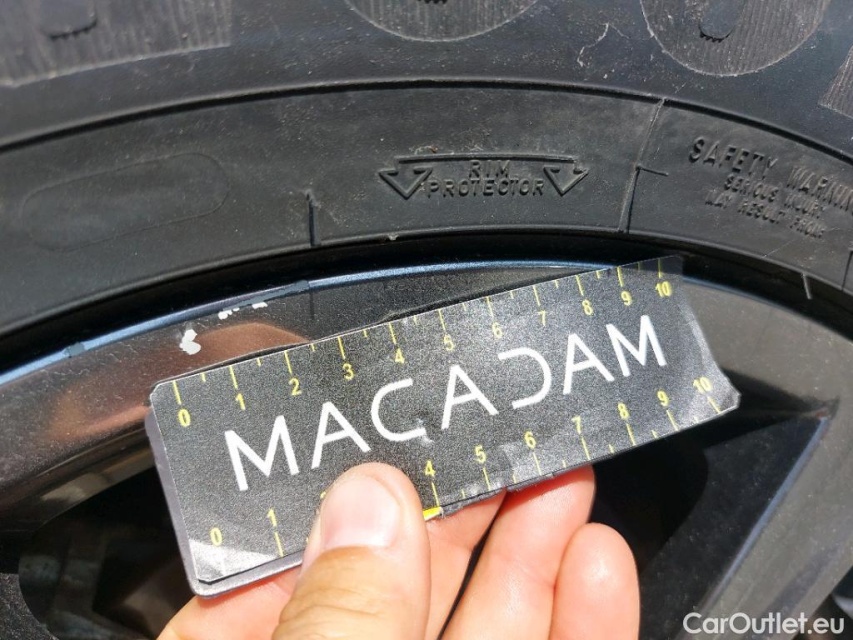 RIM
PROTECTOR
SAFETY WARNIN
SERIOUS INJUR
MAY RESULT FROM
0 1 2 3 4 5 6 7 8 9 10
MACADAM
0 1 4 5 6 7 8 9 10
CarOutlet.eu